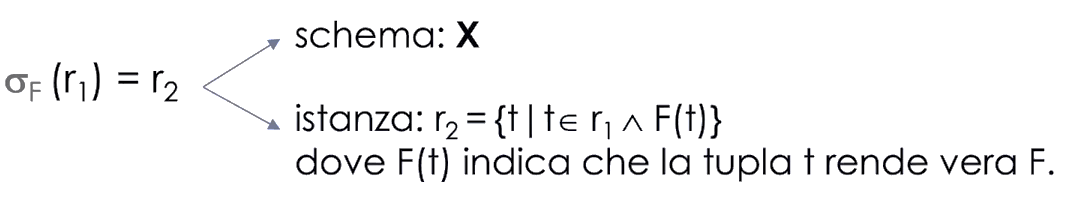 schema: X
σF (r1) = r2
istanza: r2 = {t | t∈ r1 ∧ F(t)}
dove F(t) indica che la tupla t rende vera F.